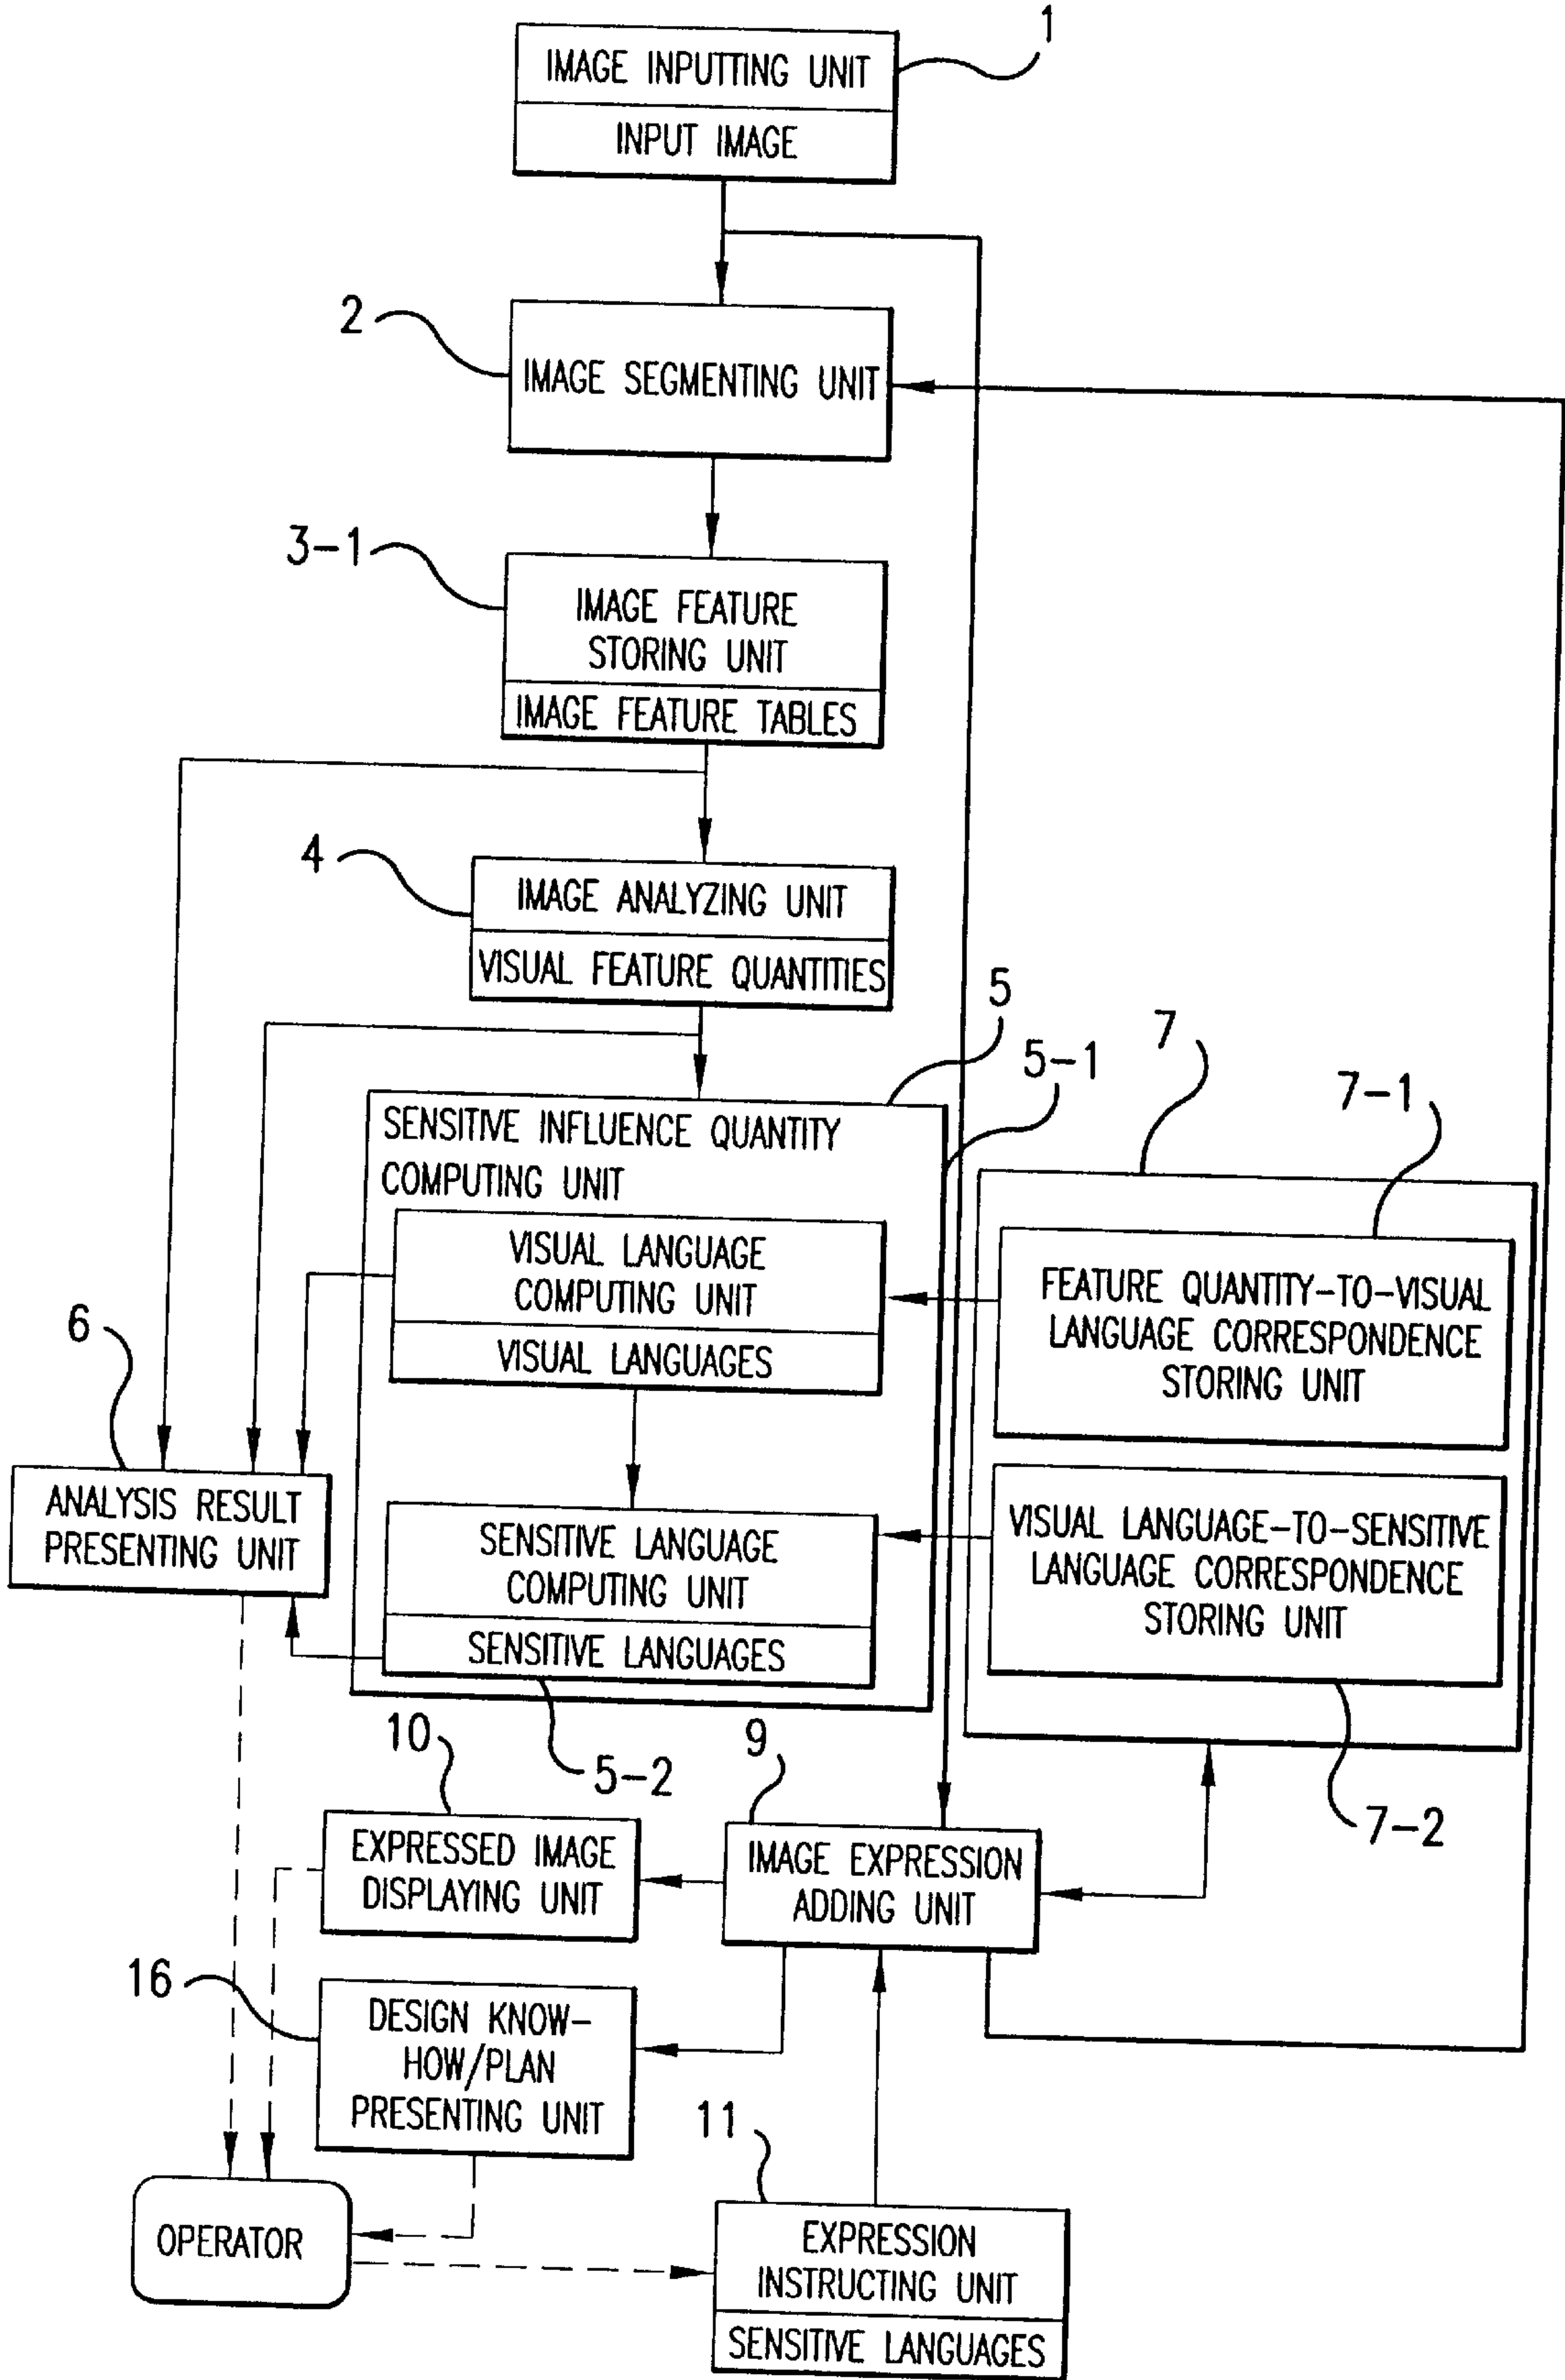 1
IMAGE INPUTTING UNIT
INPUT IMAGE
2
IMAGE SEGMENTING UNIT
3-1
IMAGE FEATURE
STORING UNIT
IMAGE FEATURE TABLES
4
IMAGE ANALYZING UNIT
VISUAL FEATURE QUANTITIES
5
5-1
SENSITIVE INFLUENCE QUANTITY
COMPUTING UNIT
VISUAL LANGUAGE
COMPUTING UNIT
VISUAL LANGUAGES
7
7-1
FEATURE QUANTITY-TO-VISUAL
LANGUAGE CORRESPONDENCE
STORING UNIT
6
ANALYSIS RESULT
PRESENTING UNIT
SENSITIVE LANGUAGE
COMPUTING UNIT
SENSITIVE LANGUAGES
5-2
VISUAL LANGUAGE-TO-SENSITIVE
LANGUAGE CORRESPONDENCE
STORING UNIT
7-2
10
EXPRESSED IMAGE
DISPLAYING UNIT
9
IMAGE EXPRESSION
ADDING UNIT
16
DESIGN KNOW-
HOW/PLAN
PRESENTING UNIT
11
OPERATOR
EXPRESSION
INSTRUCTING UNIT
SENSITIVE LANGUAGES